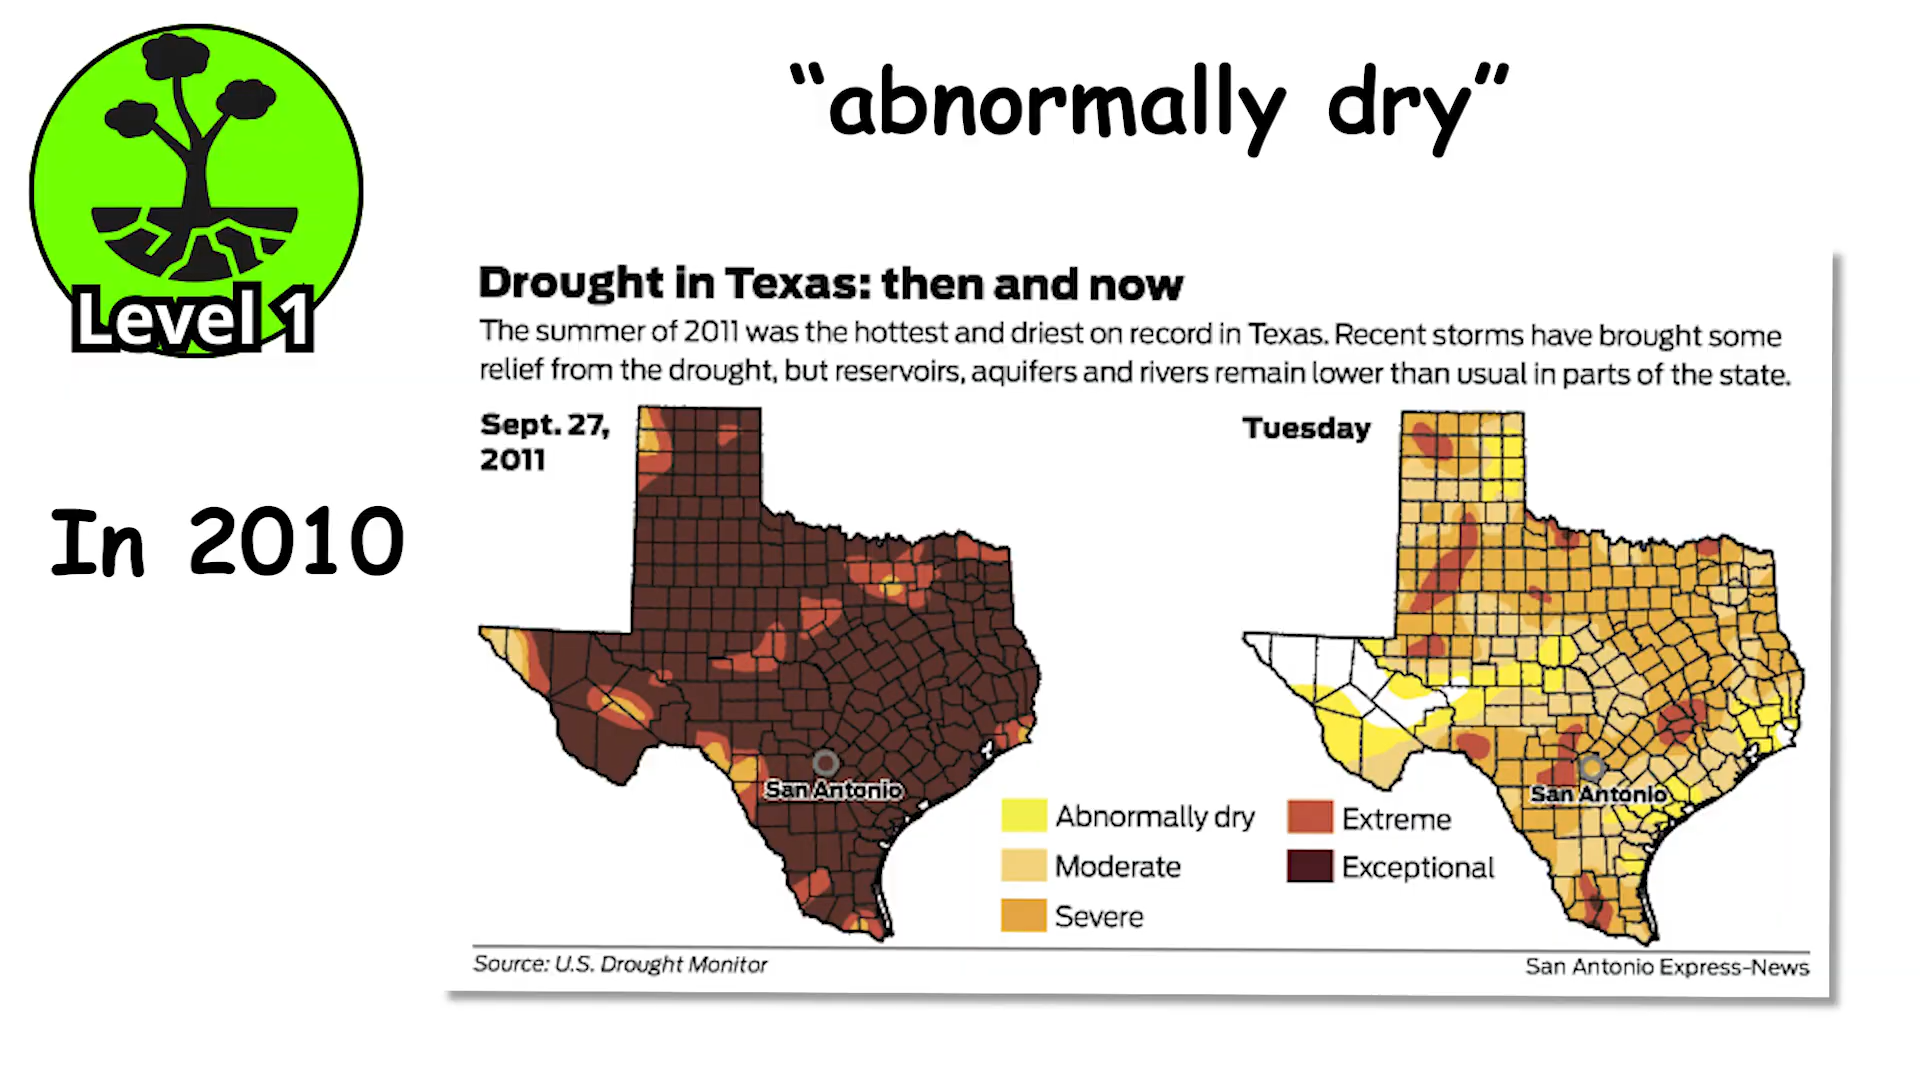 Level 1
“abnormally dry”
In 2010
Drought in Texas: then and now
The summer of 2011 was the hottest and driest on record in Texas. Recent storms have brought some
relief from the drought, but reservoirs, aquifers and rivers remain lower than usual in parts of the state.
Sept. 27,
2011
Tuesday
San Antonio
San Antonio
Abnormally dry
Moderate
Severe
Extreme
Exceptional
Source: U.S. Drought Monitor
San Antonio Express-News